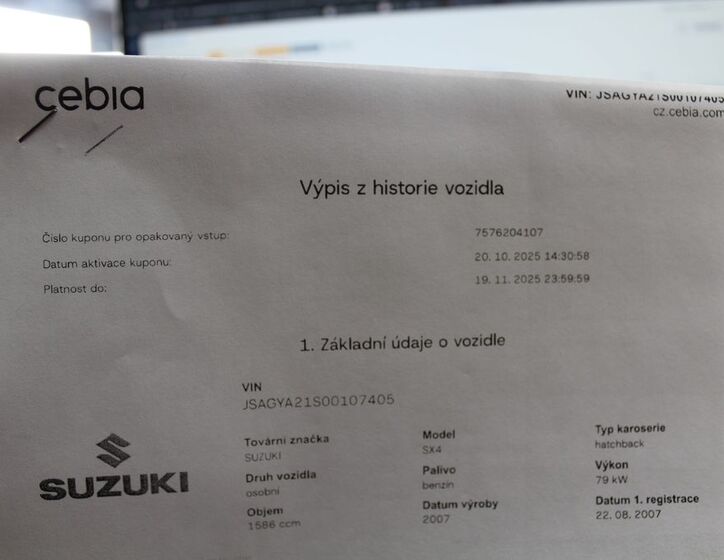 cebia
VIN: JSAGYA21S00107405
cz.cebia.com
Výpis z historie vozidla
Číslo kuponu pro opakovaný vstup: 7576204107
Datum aktivace kuponu: 20. 10. 2025 14:30:58
Platnost do: 19. 11. 2025 23:59:59
1. Základní údaje o vozidle
VIN
JSAGYA21S00107405
SUZUKI
Tovární značka Model Typ karoserie
SUZUKI SX4 hatchback
Druh vozidla Palivo Výkon
osobní benzin 79 kW
Objem Datum výroby Datum 1. registrace
1586 ccm 2007 22. 08. 2007